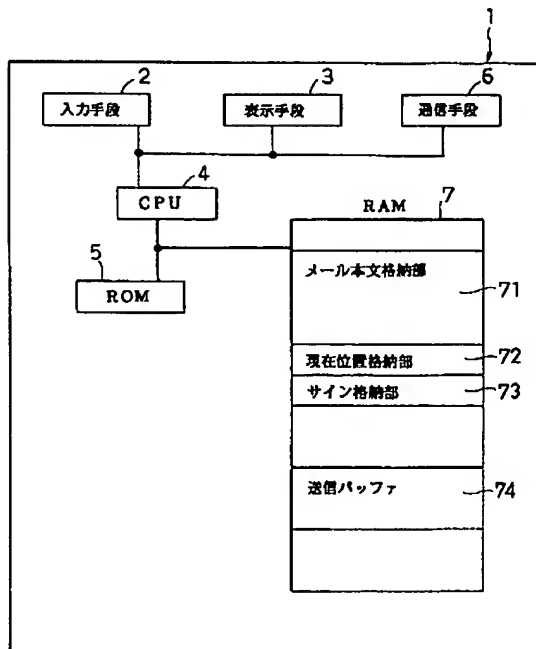 1
2
3
6
入力手段
表示手段
通信手段
4
CPU
RAM
7
5
ROM
メール本文格納部
71
現在位置格納部
72
サイン格納部
73
送信バッファ
74